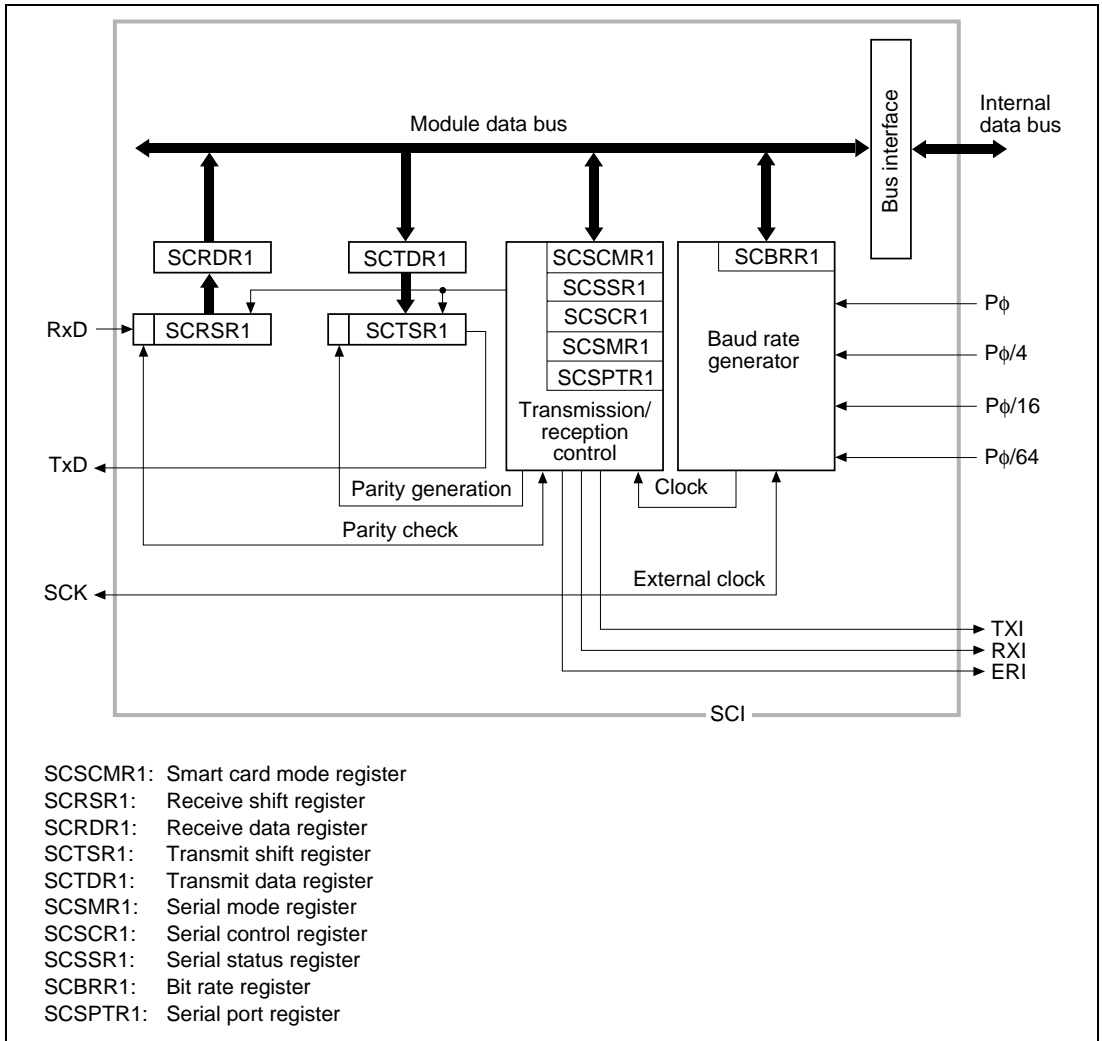 Module data bus
Bus interface
Internal
data bus
SCRDR1
SCTDR1
SCSCMR1
SCSSR1
SCSCR1
SCSMR1
SCSPTR1
Transmission/
reception
control
SCBRR1
Baud rate
generator
RxD
SCRSR1
SCTSR1
Pϕ
Pϕ/4
Pϕ/16
Pϕ/64
TxD
Parity generation
Clock
Parity check
SCK
External clock
TXI
RXI
ERI
SCI
SCSCMR1: Smart card mode register
SCRSR1: Receive shift register
SCRDR1: Receive data register
SCTSR1: Transmit shift register
SCTDR1: Transmit data register
SCSMR1: Serial mode register
SCSCR1: Serial control register
SCSSR1: Serial status register
SCBRR1: Bit rate register
SCSPTR1: Serial port register